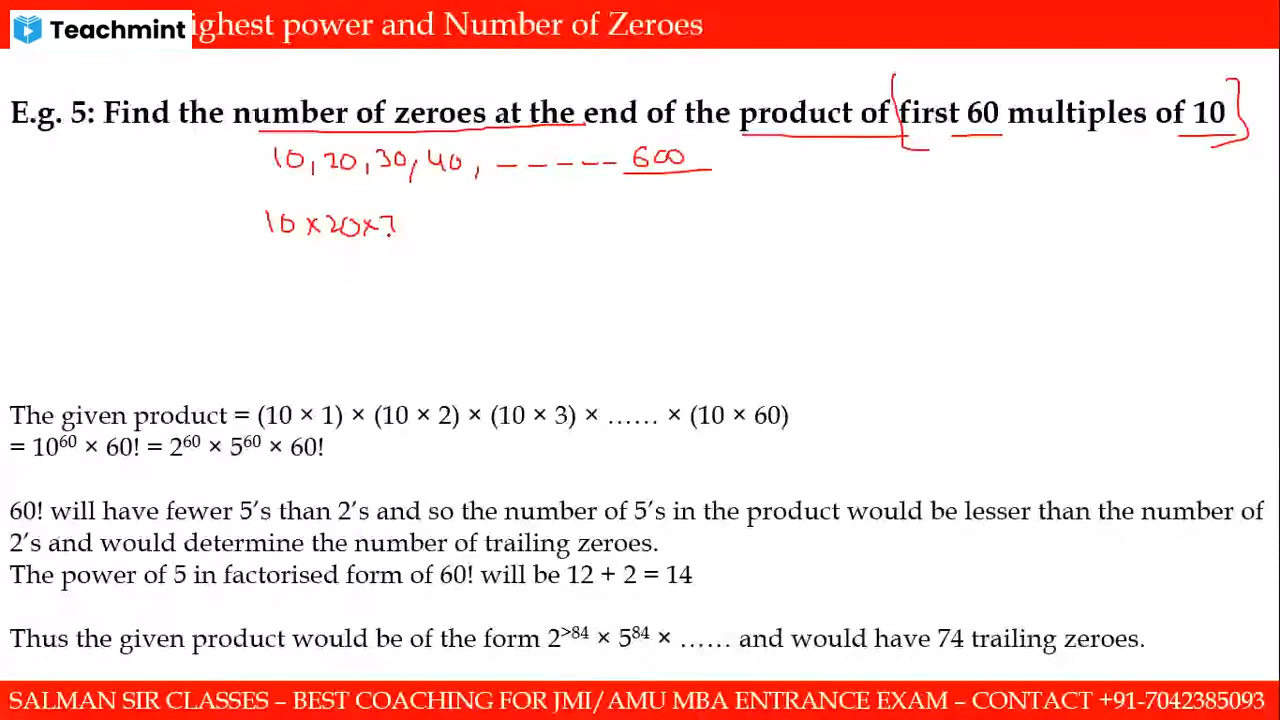 Teachmint
ighest power and Number of Zeroes
E.g. 5: Find the number of zeroes at the end of the product of first 60 multiples of 10
10, 20, 30, 40, ----- 600
10 × 20 ×
The given product = (10 × 1) × (10 × 2) × (10 × 3) × …… × (10 × 60)
= 10⁶⁰ × 60! = 2⁶⁰ × 5⁶⁰ × 60!
60! will have fewer 5’s than 2’s and so the number of 5’s in the product would be lesser than the number of
2’s and would determine the number of trailing zeroes.
The power of 5 in factorised form of 60! will be 12 + 2 = 14
Thus the given product would be of the form 2^>84 × 5⁸⁴ × …… and would have 74 trailing zeroes.
SALMAN SIR CLASSES – BEST COACHING FOR JMI/AMU MBA ENTRANCE EXAM – CONTACT +91-7042385093